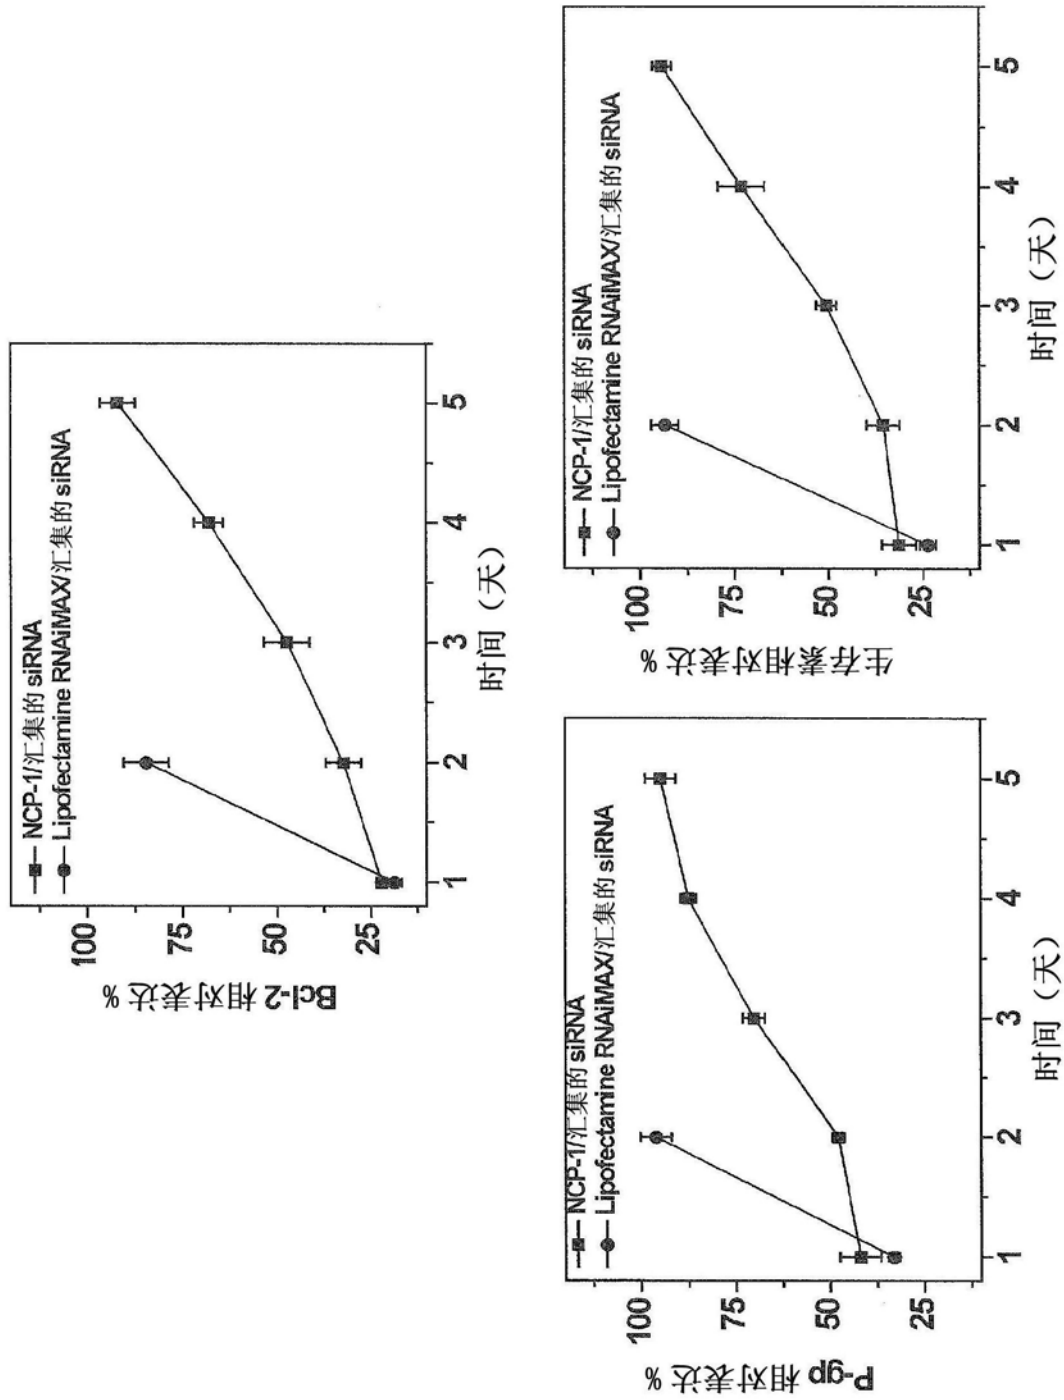 NCP-1/汇集的 siRNA
Lipofectamine RNAiMAX/汇集的 siRNA
Bcl-2 相对表达 %
100
75
50
25
1
2
3
4
5
时间（天）
NCP-1/汇集的 siRNA
Lipofectamine RNAiMAX/汇集的 siRNA
P-gp 相对表达 %
100
75
50
25
1
2
3
4
5
时间（天）
NCP-1/汇集的 siRNA
Lipofectamine RNAiMAX/汇集的 siRNA
生存素相对表达 %
100
75
50
25
1
2
3
4
5
时间（天）